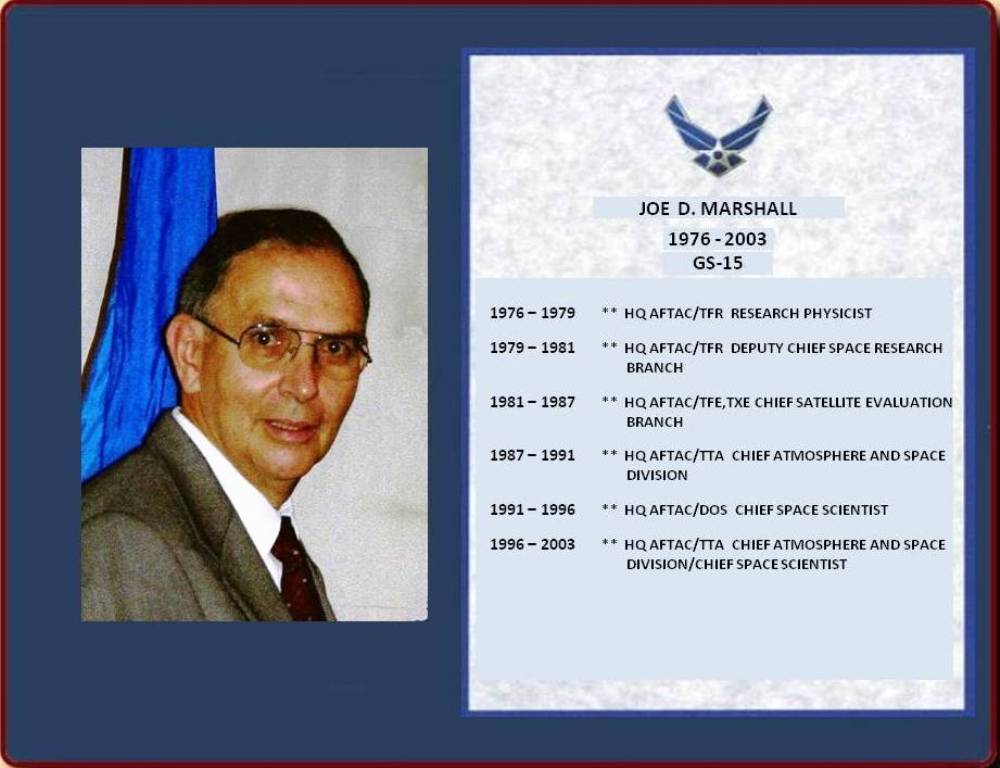 JOE D. MARSHALL
1976 - 2003
GS-15
1976 – 1979 ** HQ AFTAC/TFR RESEARCH PHYSICIST
1979 – 1981 ** HQ AFTAC/TFR DEPUTY CHIEF SPACE RESEARCH
BRANCH
1981 – 1987 ** HQ AFTAC/TFE,TXE CHIEF SATELLITE EVALUATION
BRANCH
1987 – 1991 ** HQ AFTAC/TTA CHIEF ATMOSPHERE AND SPACE
DIVISION
1991 – 1996 ** HQ AFTAC/DOS CHIEF SPACE SCIENTIST
1996 – 2003 ** HQ AFTAC/TTA CHIEF ATMOSPHERE AND SPACE
DIVISION/CHIEF SPACE SCIENTIST